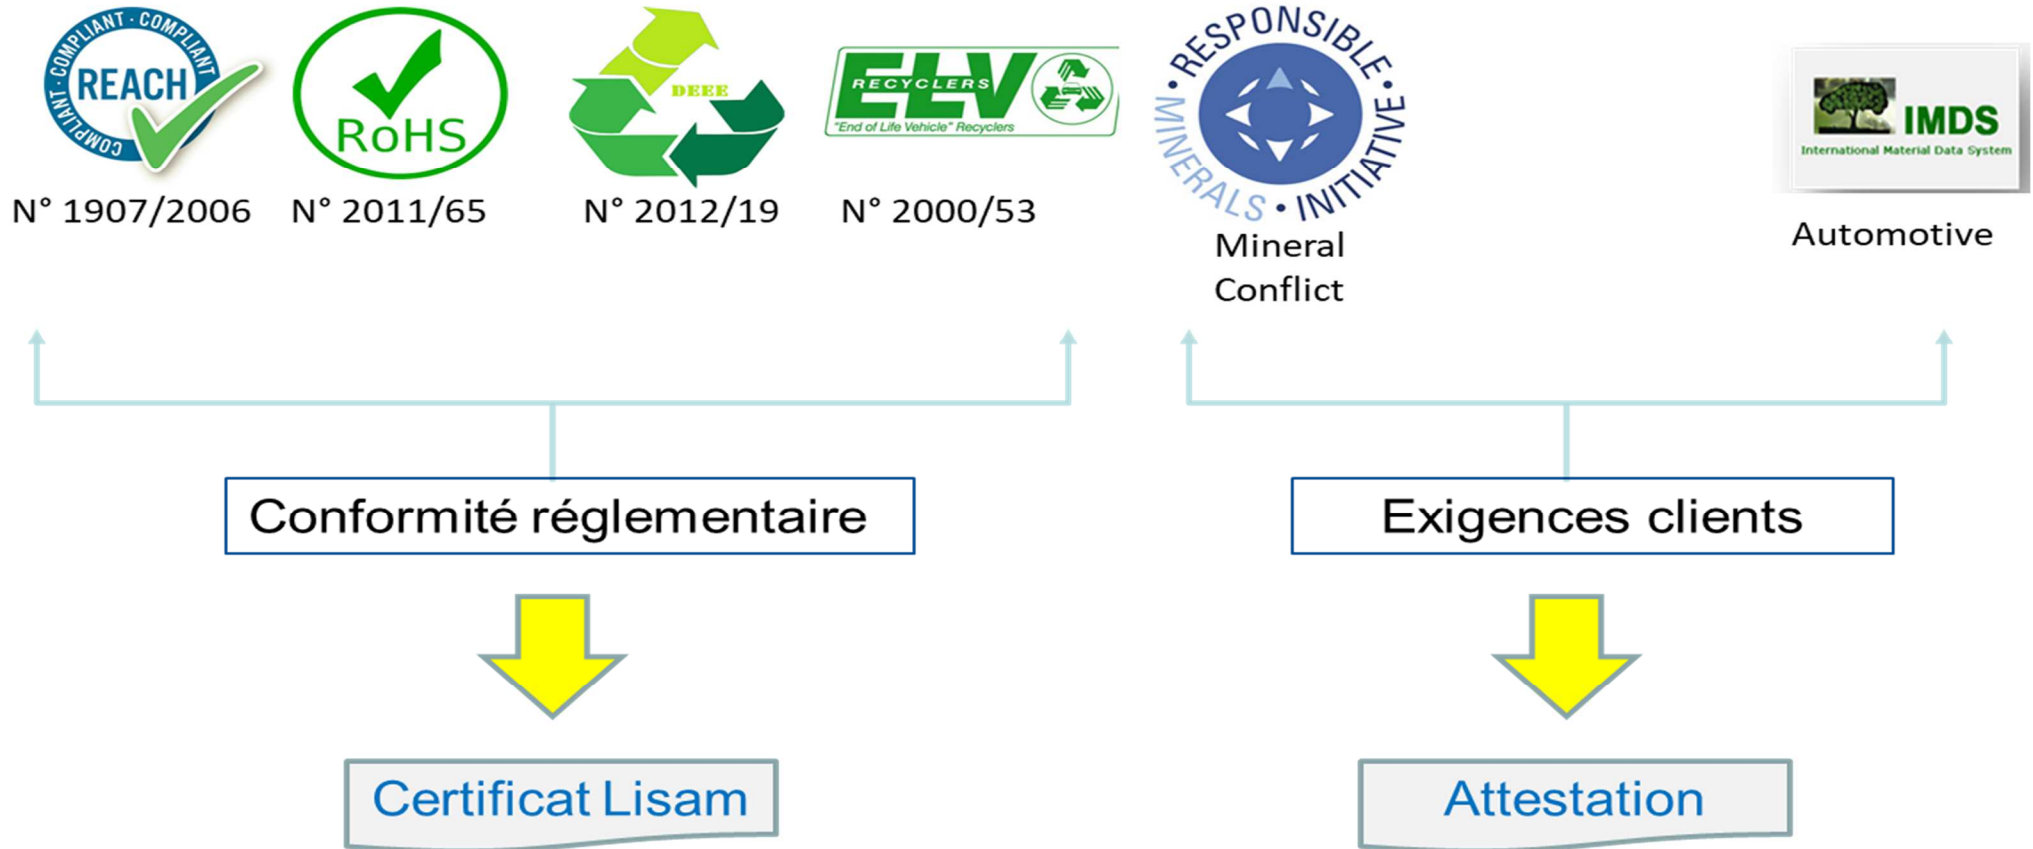 COMPLIANT · COMPLIANT · COMPLIANT
REACH
RoHS
DEEE
ELV
RECYCLERS
"End of Life Vehicle" Recyclers
• RESPONSIBLE • MINERALS • INITIATIVE
IMDS
International Material Data System
N° 1907/2006
N° 2011/65
N° 2012/19
N° 2000/53
Mineral
Conflict
Automotive
Conformité réglementaire
Exigences clients
Certificat Lisam
Attestation